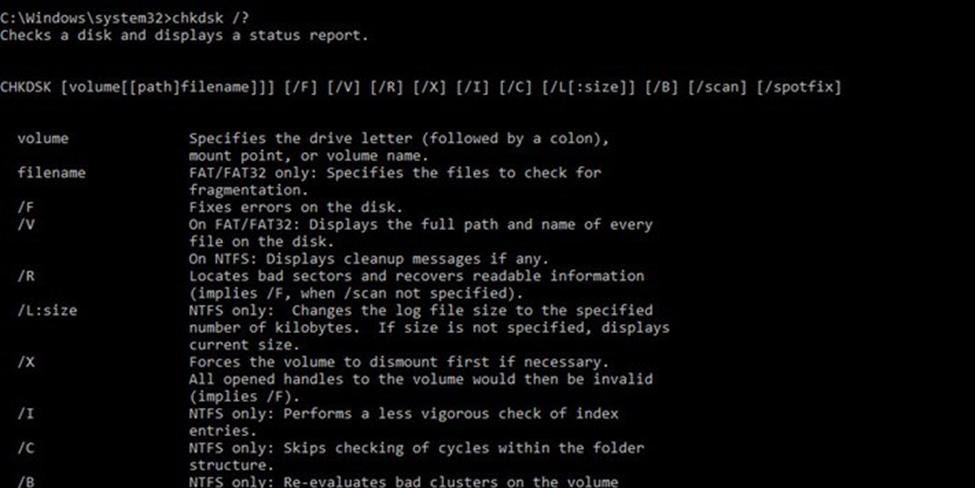 C:\Windows\system32>chkdsk /?
Checks a disk and displays a status report.
CHKDSK [volume[[path]filename]]] [/F] [/V] [/R] [/X] [/I] [/C] [/L[:size]] [/B] [/scan] [/spotfix]
volume Specifies the drive letter (followed by a colon),
mount point, or volume name.
filename FAT/FAT32 only: Specifies the files to check for
fragmentation.
/F Fixes errors on the disk.
/V On FAT/FAT32: Displays the full path and name of every
file on the disk.
On NTFS: Displays cleanup messages if any.
/R Locates bad sectors and recovers readable information
(implies /F, when /scan not specified).
/L:size NTFS only:  Changes the log file size to the specified
number of kilobytes.  If size is not specified, displays
current size.
/X Forces the volume to dismount first if necessary.
All opened handles to the volume would then be invalid
(implies /F).
/I NTFS only: Performs a less vigorous check of index
entries.
/C NTFS only: Skips checking of cycles within the folder
structure.
/B NTFS only: Re-evaluates bad clusters on the volume